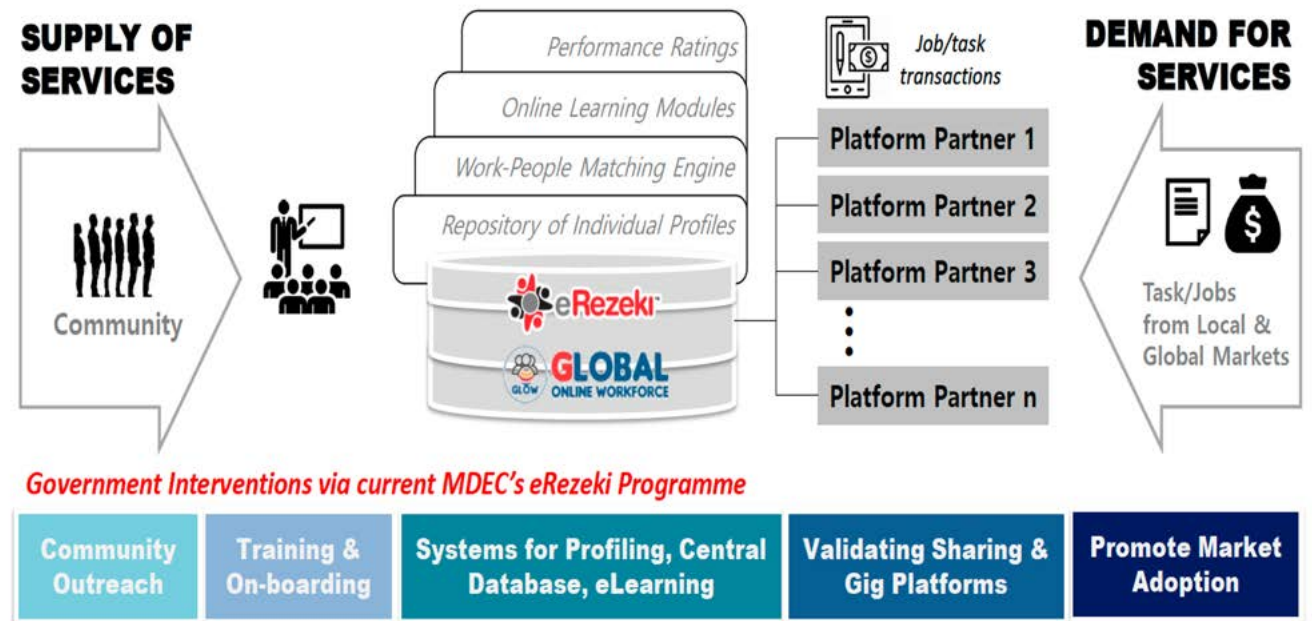 SUPPLY OF
SERVICES
Community
Performance Ratings
Online Learning Modules
Work-People Matching Engine
Repository of Individual Profiles
eRezeki
GLOW
GLOBAL
ONLINE WORKFORCE
Job/task
transactions
Platform Partner 1
Platform Partner 2
Platform Partner 3
Platform Partner n
DEMAND FOR
SERVICES
$
Task/Jobs
from Local &
Global Markets
Government Interventions via current MDEC's eRezeki Programme
Community
Outreach
Training &
On-boarding
Systems for Profiling, Central
Database, eLearning
Validating Sharing &
Gig Platforms
Promote Market
Adoption